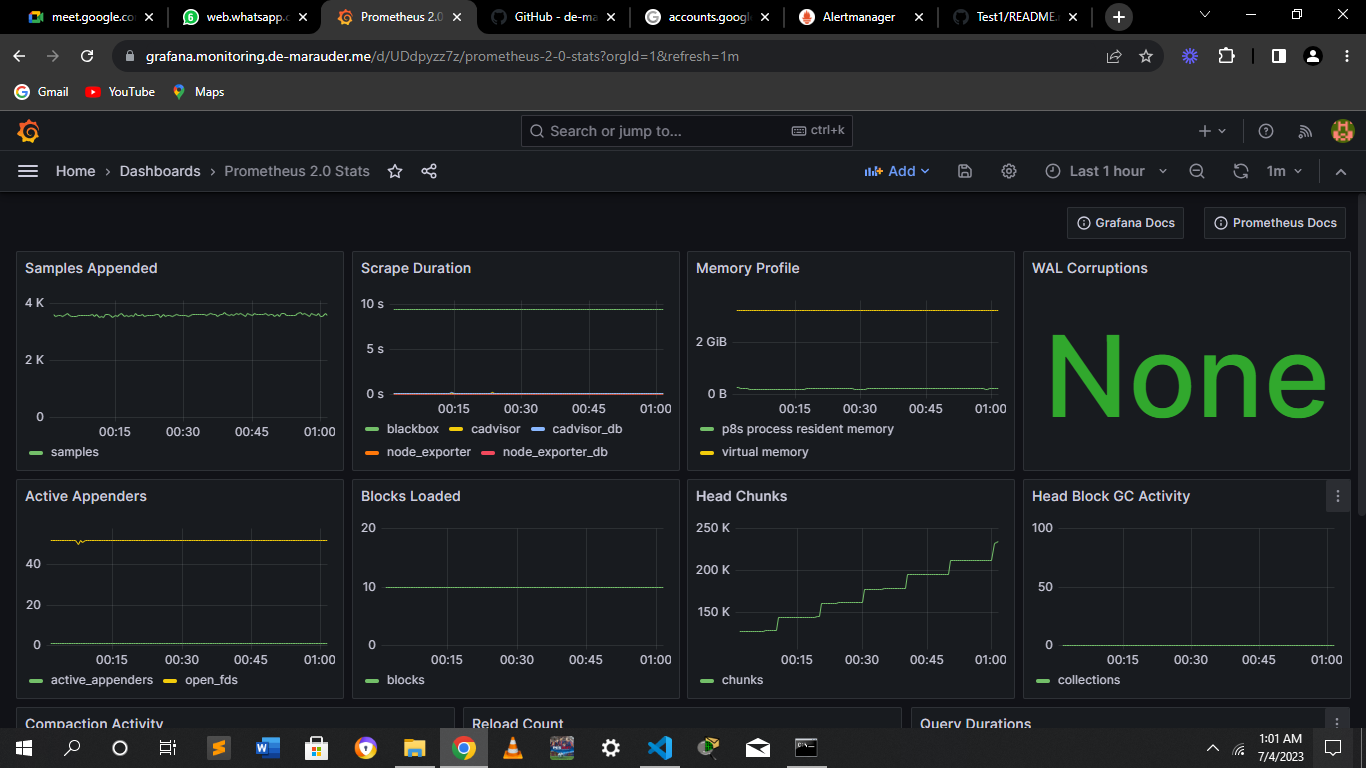 meet.google.co
web.whatsapp.c
Prometheus 2.0
GitHub - de-ma
accounts.googl
Alertmanager
Test1/README.
grafana.monitoring.de-marauder.me/d/UDdpyzz7z/prometheus-2-0-stats?orgId=1&refresh=1m
Gmail YouTube Maps
Search or jump to... ctrl+k
Home › Dashboards › Prometheus 2.0 Stats
Add
Last 1 hour
1m
Grafana Docs
Prometheus Docs
Samples Appended
4 K
2 K
0
00:15 00:30 00:45 01:00
samples
Scrape Duration
10 s
5 s
0 s
00:15 00:30 00:45 01:00
blackbox cadvisor cadvisor_db
node_exporter node_exporter_db
Memory Profile
2 GiB
0 B
00:15 00:30 00:45 01:00
p8s process resident memory
virtual memory
WAL Corruptions
None
Active Appenders
40
20
0
00:15 00:30 00:45 01:00
active_appenders open_fds
Blocks Loaded
20
10
0
00:15 00:30 00:45 01:00
blocks
Head Chunks
250 K
200 K
150 K
00:15 00:30 00:45 01:00
chunks
Head Block GC Activity
100
50
0
00:15 00:30 00:45 01:00
collections
Compaction Activity
Reload Count
Query Durations
1:01 AM
7/4/2023